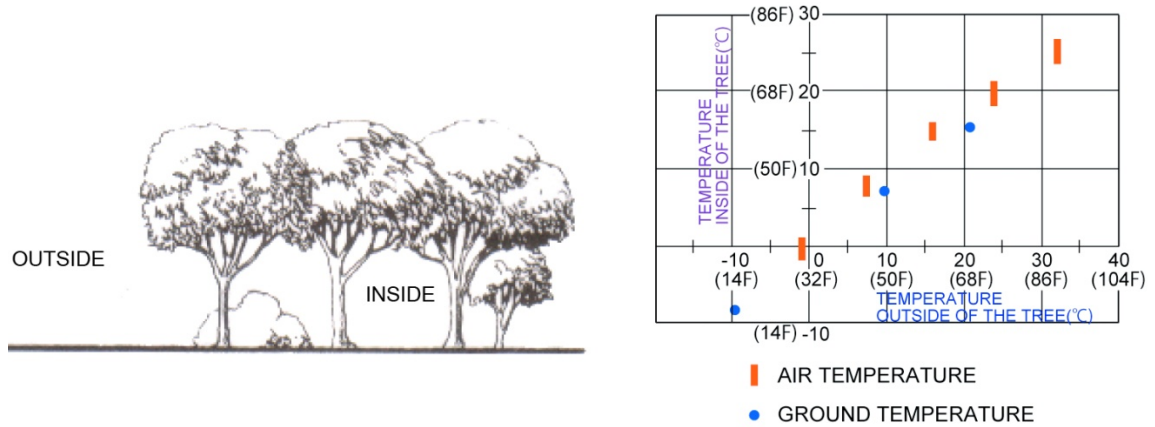 OUTSIDE
INSIDE
TEMPERATURE
INSIDE OF THE TREE(℃)
(86F) 30
(68F) 20
(50F) 10
-10 0 10 20 30 40
(14F) (32F) (50F) (68F) (86F) (104F)
TEMPERATURE
OUTSIDE OF THE TREE(℃)
(14F) -10
AIR TEMPERATURE
GROUND TEMPERATURE